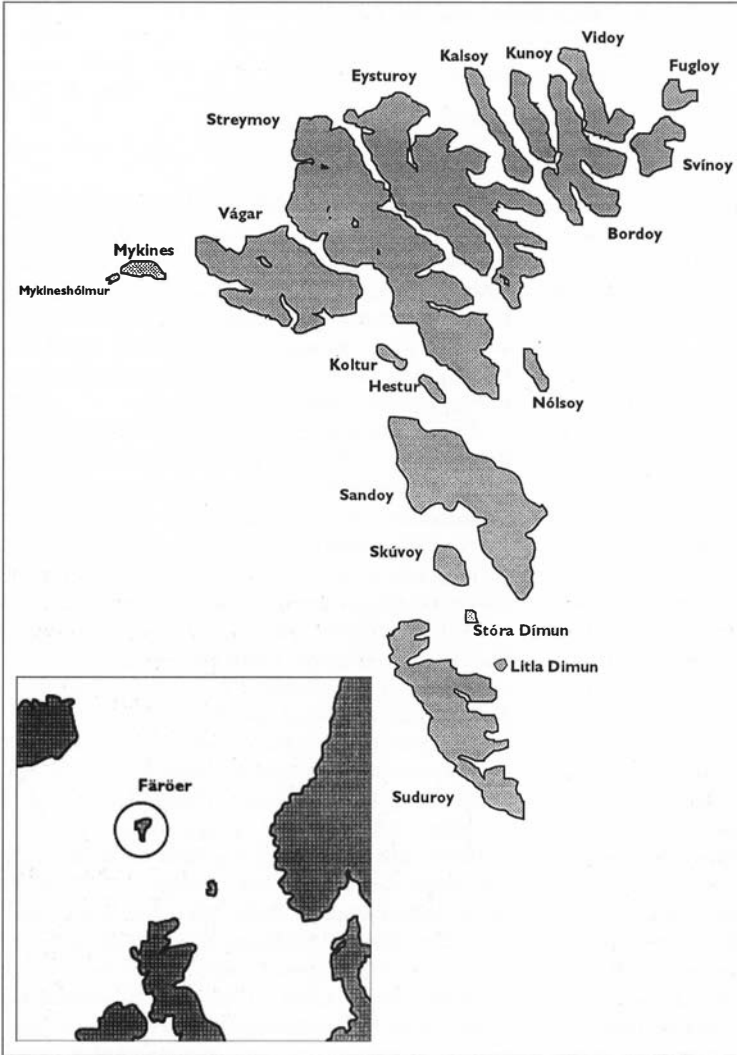 Vidoy
Kalsoy
Kunoy
Fugloy
Eysturoy
Streymoy
Svínoy
Vágar
Bordoy
Mykines
Mykineshólmur
Koltur
Hestur
Nólsoy
Sandoy
Skúvoy
Stóra Dímun
Litla Dimun
Suduroy
Färöer